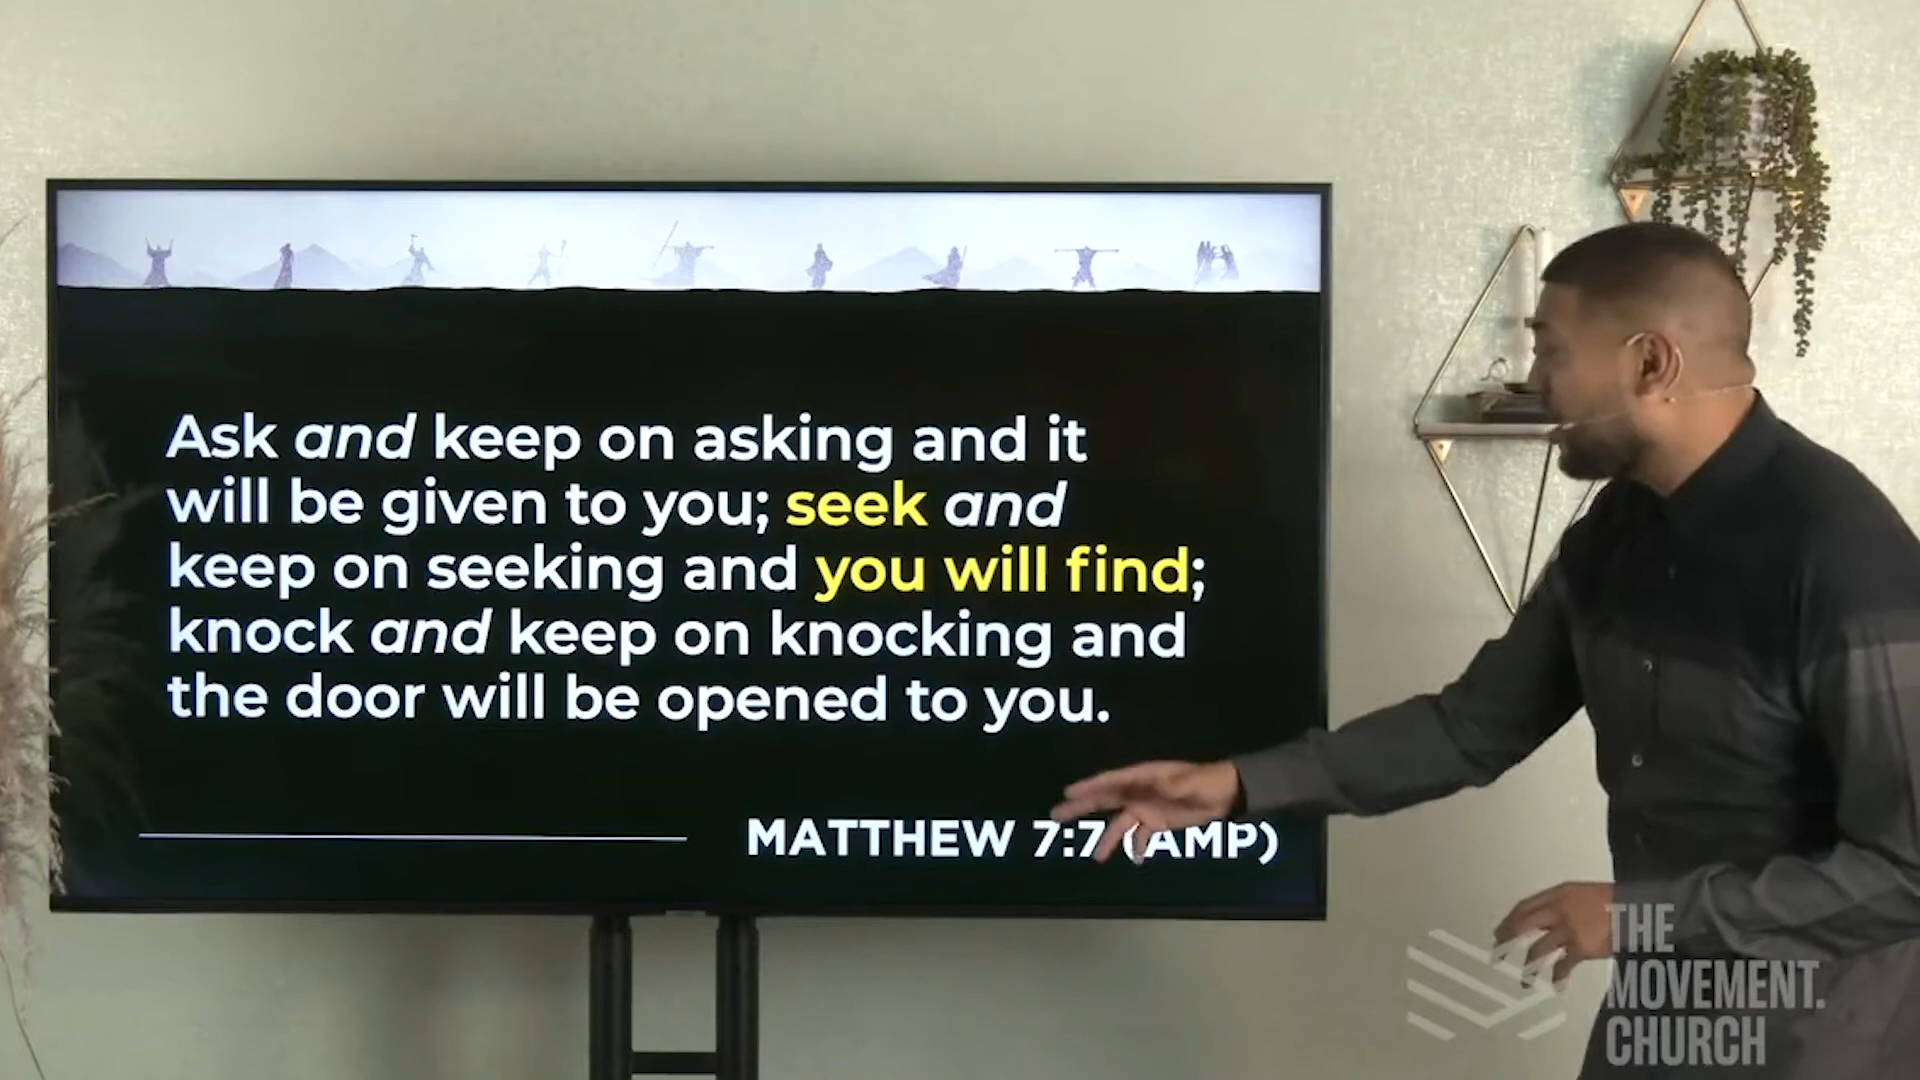 Ask and keep on asking and it
will be given to you; seek and
keep on seeking and you will find;
knock and keep on knocking and
the door will be opened to you.
MATTHEW 7:7 (AMP)
THE
MOVEMENT.
CHURCH